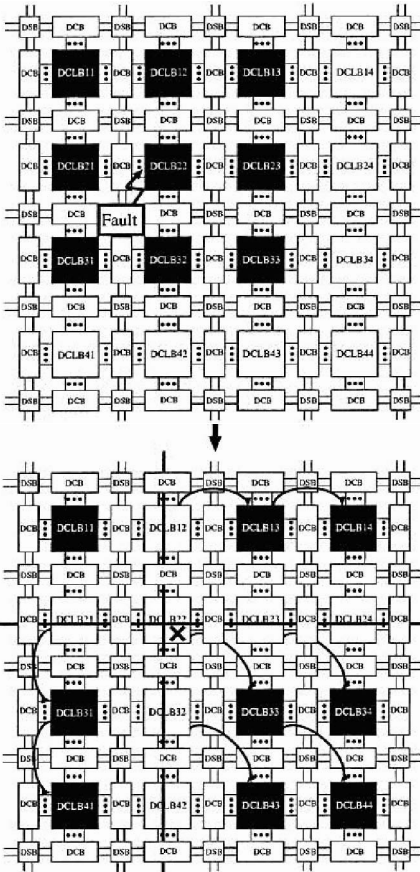 DSB DCB DSB DCB DSB DCB DSB DCB DSB
DCB DCLB11 DCB DCLB12 DCB DCLB13 DCB DCLB14 DCB
DSB DCB DSB DCB DSB DCB DSB DCB DSB
DCB DCLB21 DCB DCLB22 DCB DCLB23 DCB DCLB24 DCB
Fault
DSB DCB DSB DCB DSB DCB DSB DCB DSB
DCB DCLB31 DCB DCLB32 DCB DCLB33 DCB DCLB34 DCB
DSB DCB DSB DCB DSB DCB DSB DCB DSB
DCB DCLB41 DCB DCLB42 DCB DCLB43 DCB DCLB44 DCB
DSB DCB DSB DCB DSB DCB DSB DCB DSB
DSB DCB DSB DCB DSB DCB DSB DCB DSB
DCB DCLB11 DCB DCLB12 DCB DCLB13 DCB DCLB14 DCB
DSB DCB DSB DCB DSB DCB DSB DCB DSB
DCB DCLB21 DCB DCLB22 DCB DCLB23 DCB DCLB24 DCB
DSB DCB DSB DCB DSB DCB DSB DCB DSB
DCB DCLB31 DCB DCLB32 DCB DCLB33 DCB DCLB34 DCB
DSB DCB DSB DCB DSB DCB DSB DCB DSB
DCB DCLB41 DCB DCLB42 DCB DCLB43 DCB DCLB44 DCB
DSB DCB DSB DCB DSB DCB DSB DCB DSB